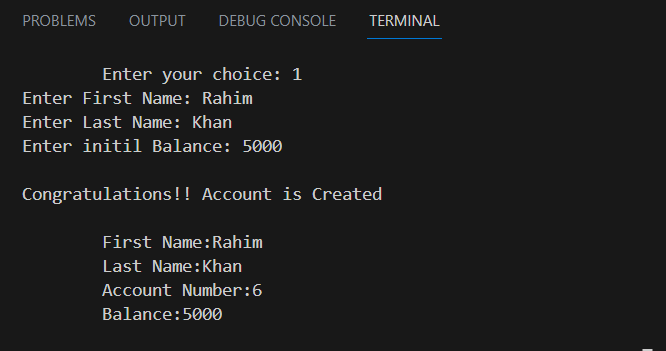 PROBLEMS OUTPUT DEBUG CONSOLE TERMINAL
Enter your choice: 1
Enter First Name: Rahim
Enter Last Name: Khan
Enter initil Balance: 5000
Congratulations!! Account is Created
First Name:Rahim
Last Name:Khan
Account Number:6
Balance:5000